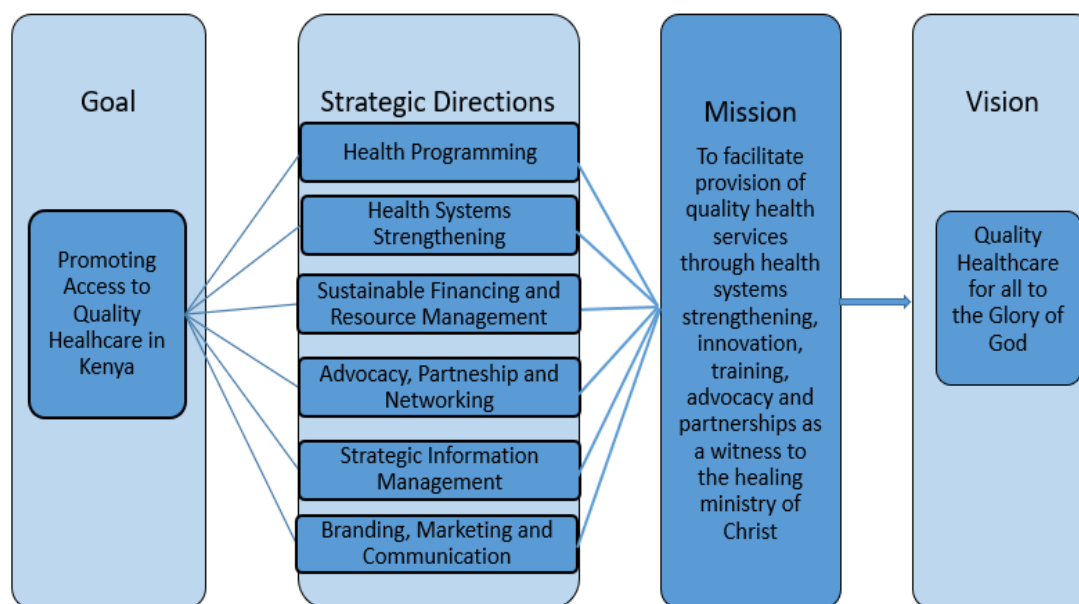 Goal
Promoting
Access to
Quality
Healhcare in
Kenya
Strategic Directions
Health Programming
Health Systems
Strengthening
Sustainable Financing and
Resource Management
Advocacy, Partneship and
Networking
Strategic Information
Management
Branding, Marketing and
Communication
Mission
To facilitate
provision of
quality health
services
through health
systems
strengthening,
innovation,
training,
advocacy and
partnerships as
a witness to
the healing
ministry of
Christ
Vision
Quality
Healthcare
for all to
the Glory of
God